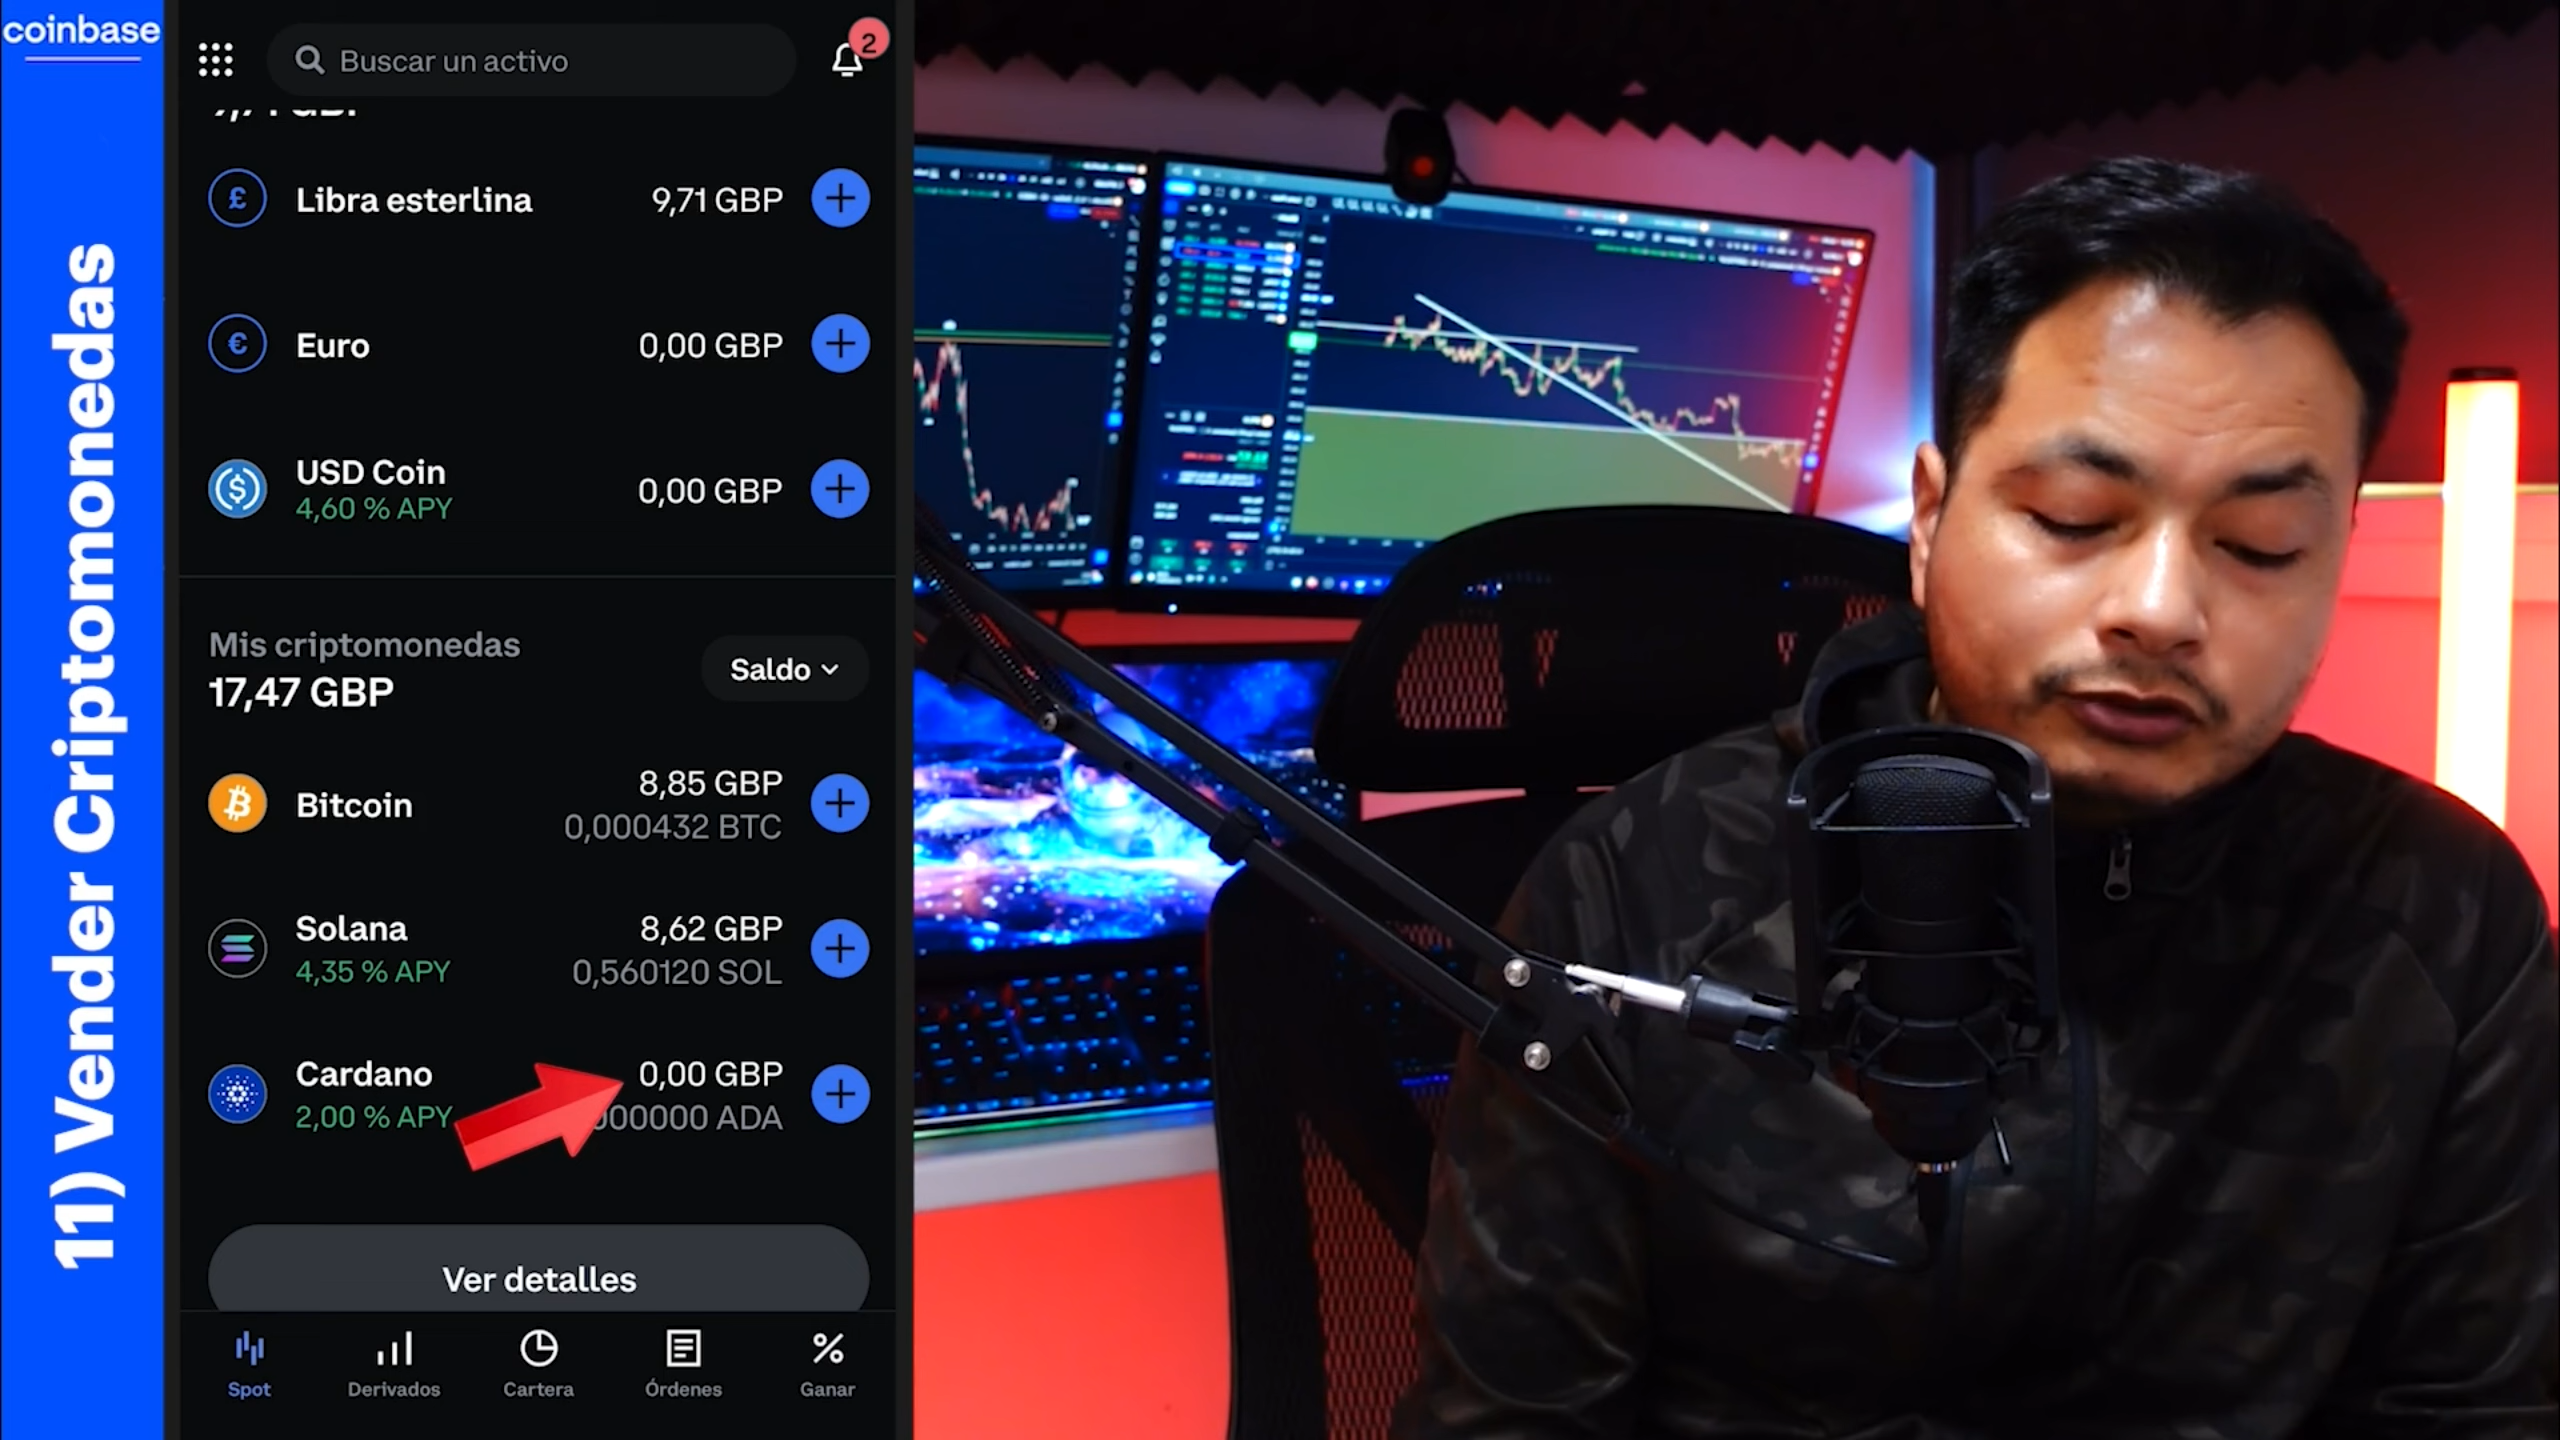 coinbase
11) Vender Criptomonedas
Buscar un activo
2
Libra esterlina
9,71 GBP
Euro
0,00 GBP
USD Coin
4,60 % APY
0,00 GBP
Mis criptomonedas
17,47 GBP
Saldo
Bitcoin
8,85 GBP
0,000432 BTC
Solana
4,35 % APY
8,62 GBP
0,560120 SOL
Cardano
2,00 % APY
0,00 GBP
000000 ADA
Ver detalles
Spot
Derivados
Cartera
Órdenes
Ganar